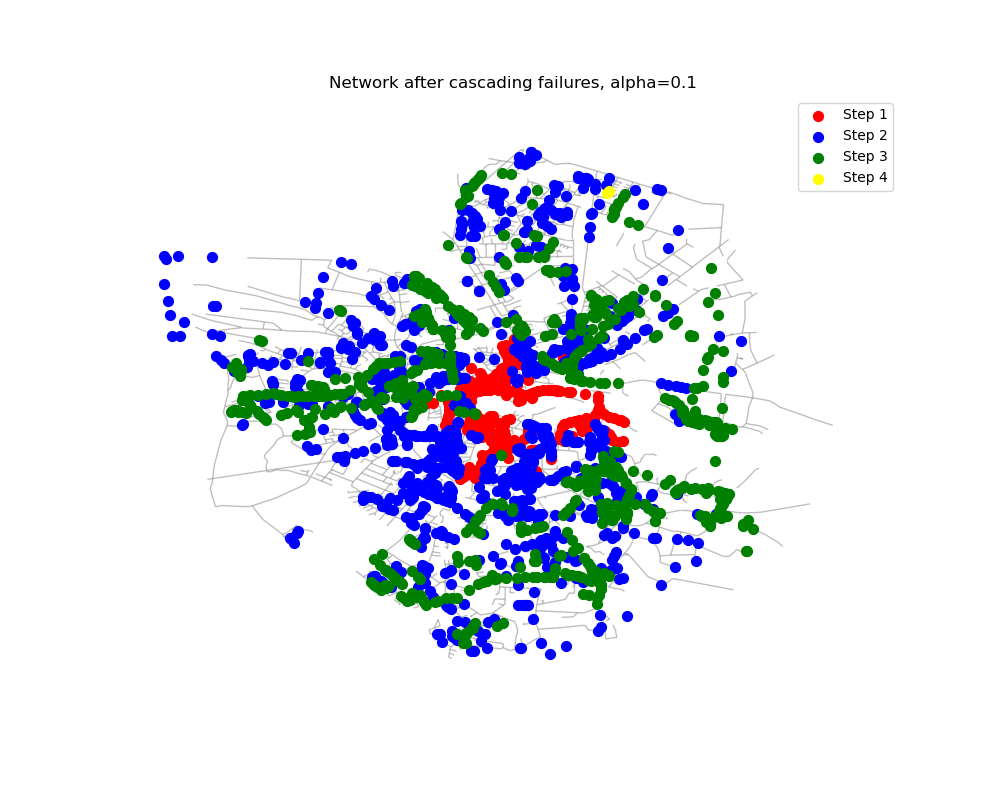 Network after cascading failures, alpha=0.1
Step 1
Step 2
Step 3
Step 4